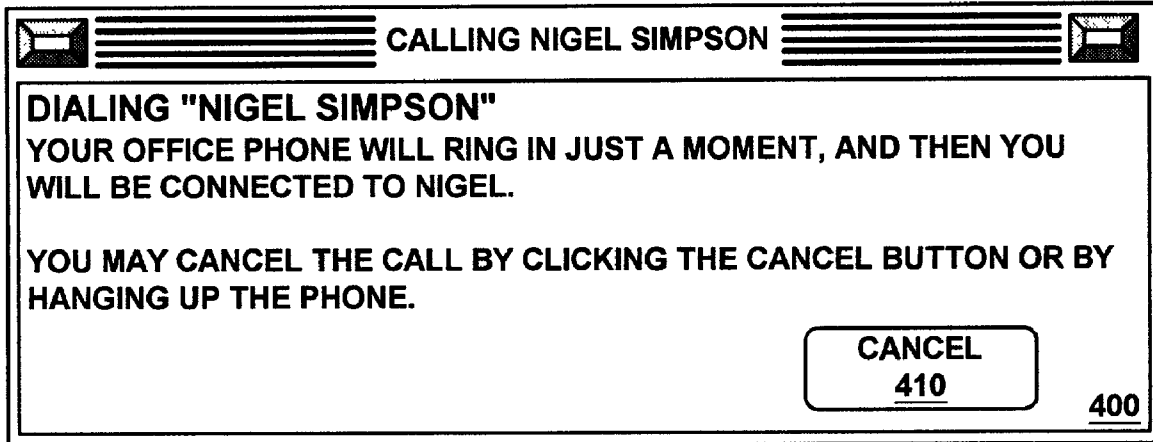 CALLING NIGEL SIMPSON
DIALING "NIGEL SIMPSON"
YOUR OFFICE PHONE WILL RING IN JUST A MOMENT, AND THEN YOU
WILL BE CONNECTED TO NIGEL.
YOU MAY CANCEL THE CALL BY CLICKING THE CANCEL BUTTON OR BY
HANGING UP THE PHONE.
CANCEL
410
400